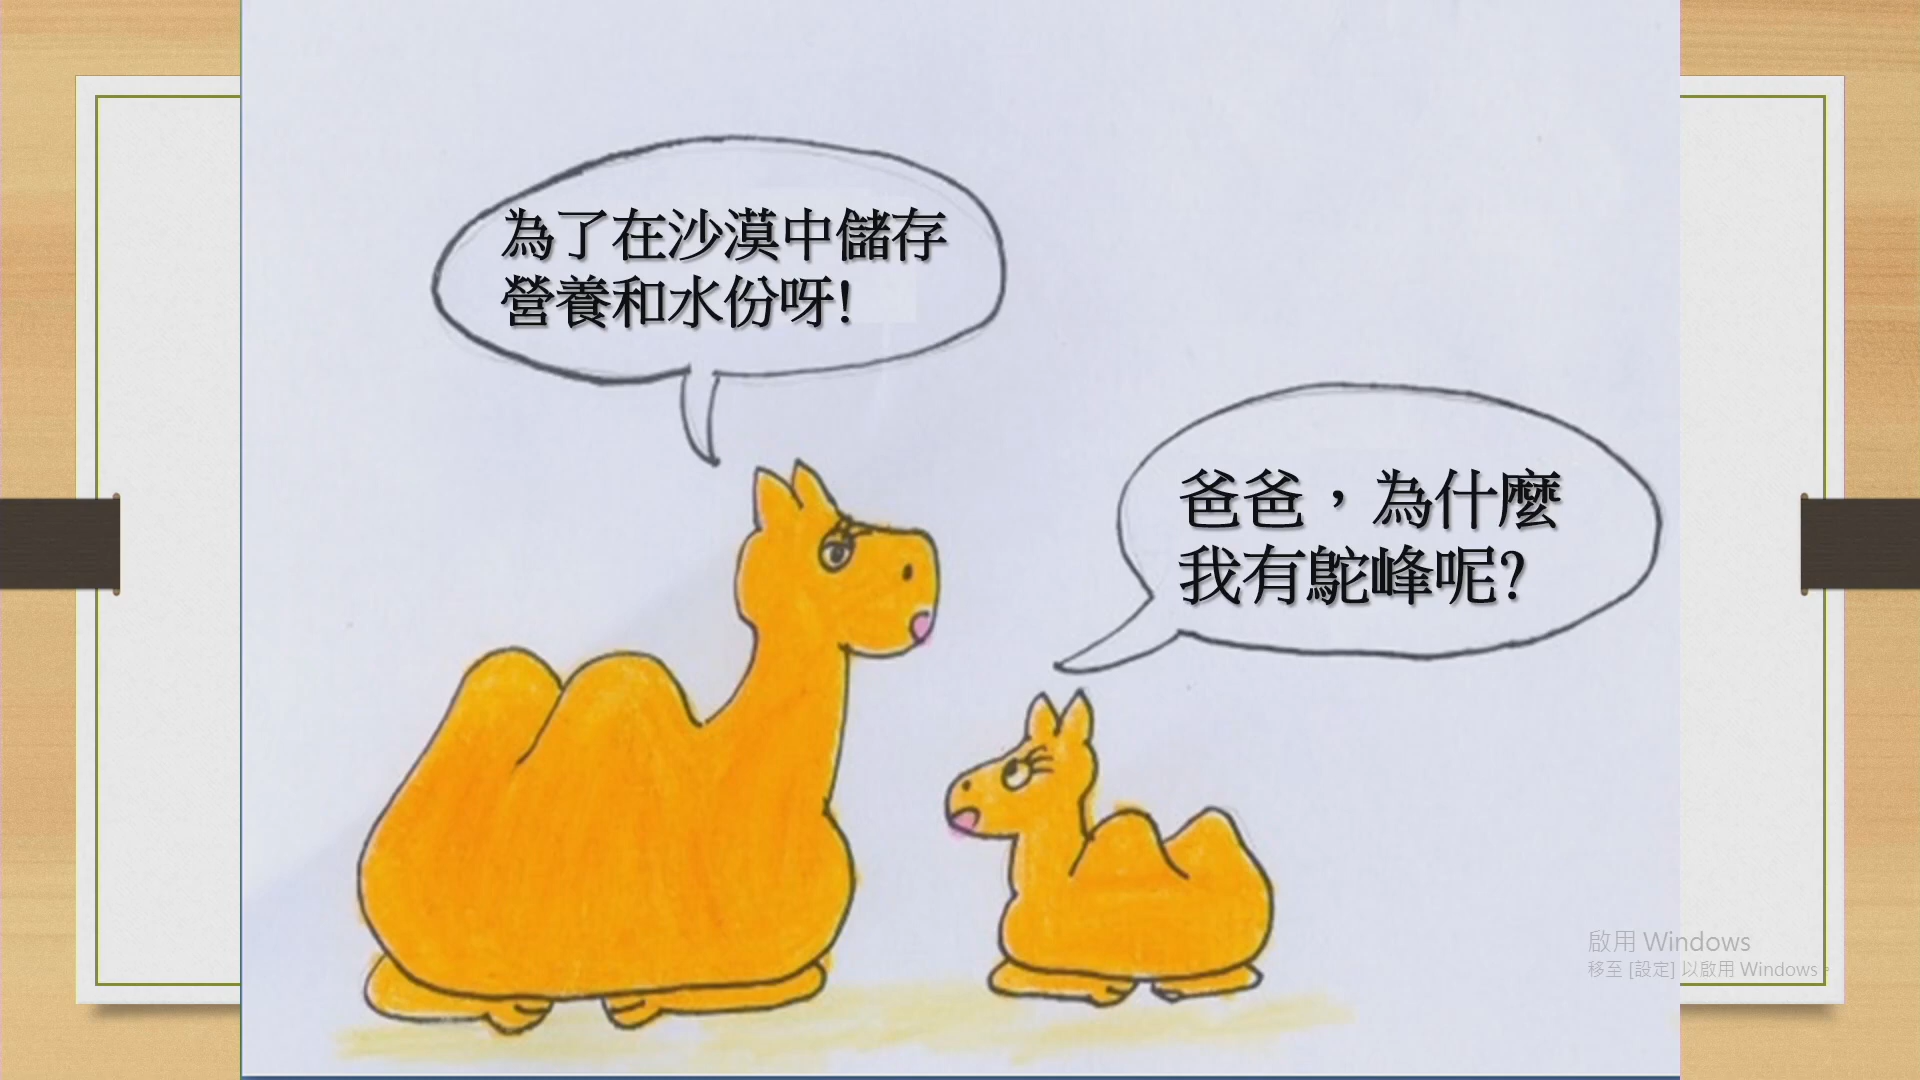 為了在沙漠中儲存
營養和水份呀!
爸爸，為什麼
我有鴕峰呢?
啟用 Windows
移至 [設定] 以啟用 Windows。